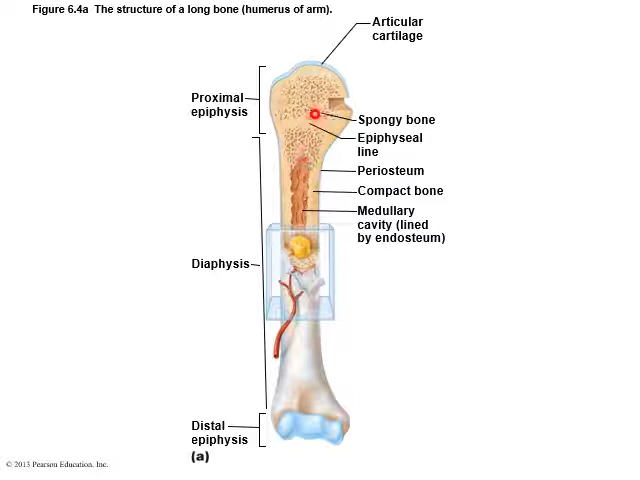 Figure 6.4a  The structure of a long bone (humerus of arm).
Articular
cartilage
Proximal
epiphysis
Spongy bone
Epiphyseal
line
Periosteum
Compact bone
Medullary
cavity (lined
by endosteum)
Diaphysis
Distal
epiphysis
(a)
© 2013 Pearson Education, Inc.